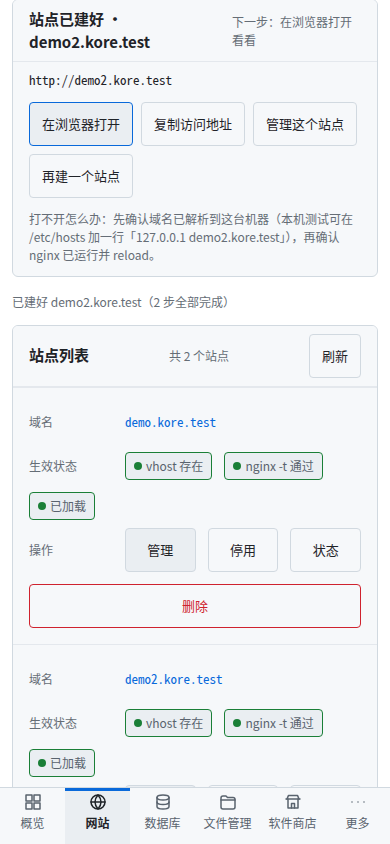 站点已建好 ·
demo2.kore.test
下一步：在浏览器打开
看看
http://demo2.kore.test
在浏览器打开
复制访问地址
管理这个站点
再建一个站点
打不开怎么办：先确认域名已解析到这台机器（本机测试可在
/etc/hosts 加一行「127.0.0.1 demo2.kore.test」），再确认
nginx 已运行并 reload。
已建好 demo2.kore.test（2 步全部完成）
站点列表
共 2 个站点
刷新
域名
demo.kore.test
生效状态
vhost 存在
nginx -t 通过
已加载
操作
管理
停用
状态
删除
域名
demo2.kore.test
生效状态
vhost 存在
nginx -t 通过
已加载
概览
网站
数据库
文件管理
软件商店
更多